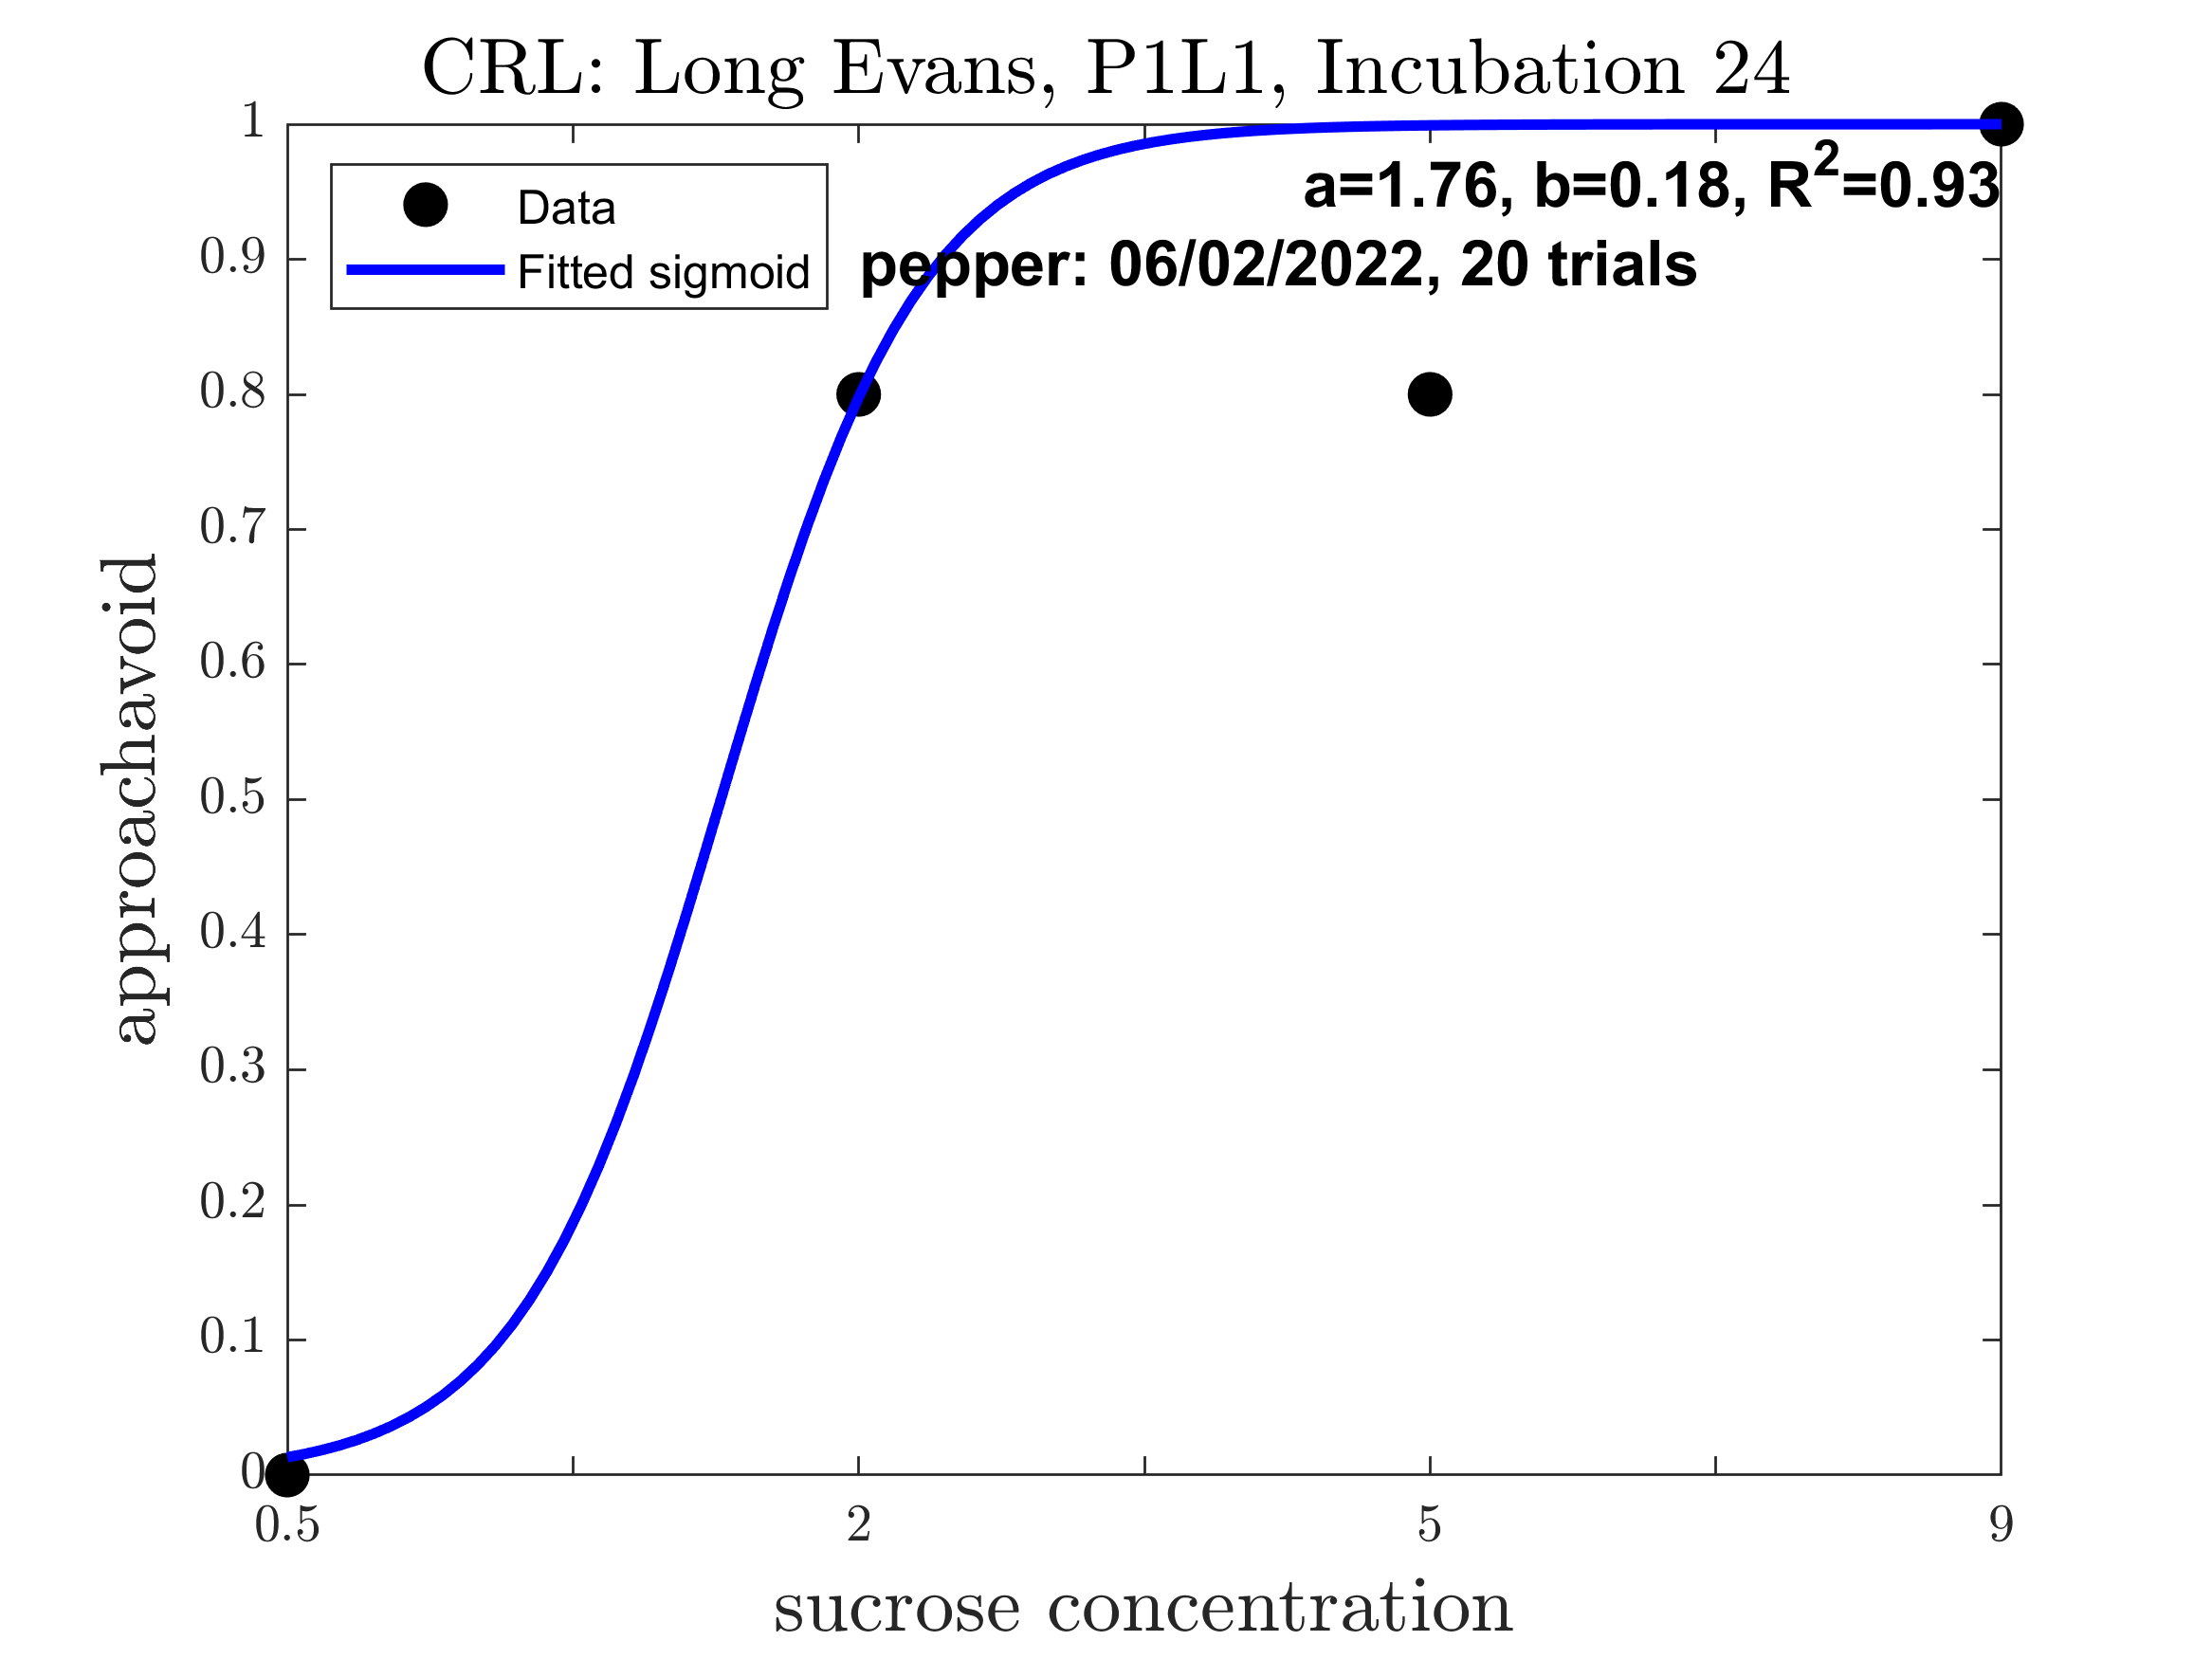 CRL: Long Evans, P1L1, Incubation 24
1
Data
Fitted sigmoid
a=1.76, b=0.18, R²=0.93
pepper: 06/02/2022, 20 trials
0.9
0.8
0.7
0.6
0.5
0.4
0.3
0.2
0.1
0
approachavoid
0.5 2 5 9
sucrose concentration